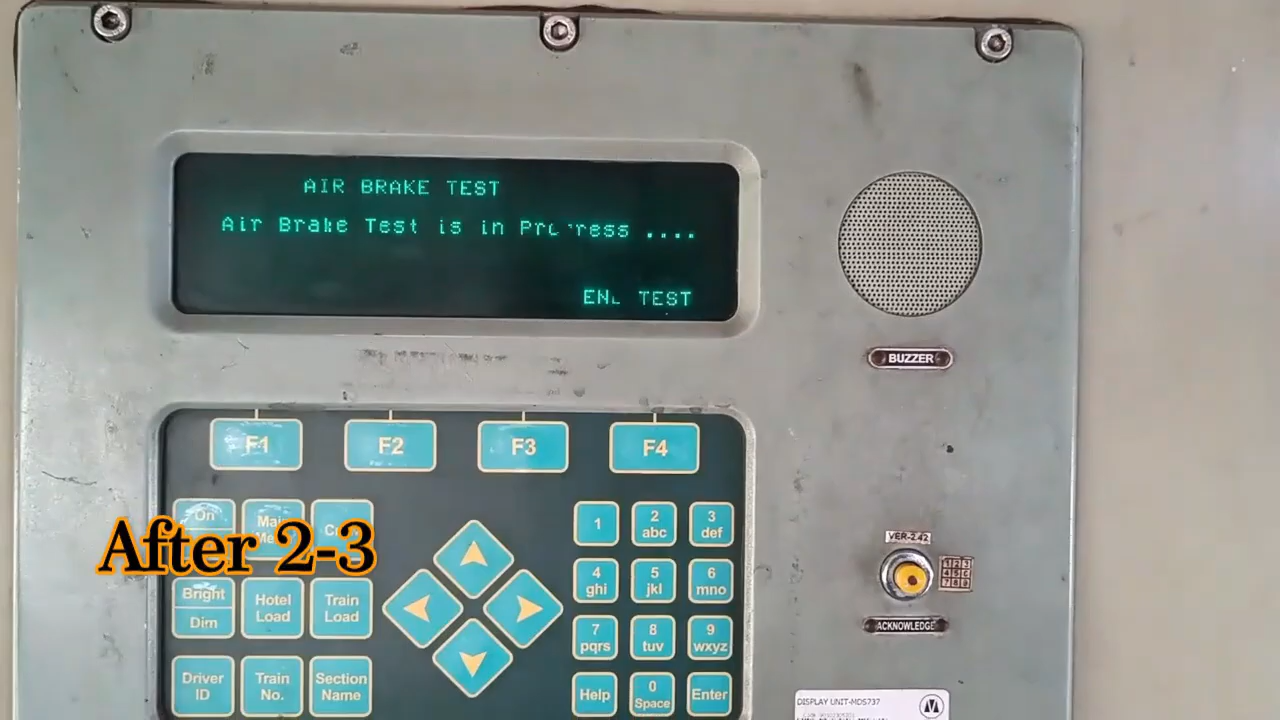 AIR BRAKE TEST
Air Brake Test is in Progress ....
END TEST
BUZZER
F1 F2 F3 F4
On
1
2 abc
3 def
After 2-3
4 ghi
5 jkl
6 mno
Bright
Dim
Hotel Load
Train Load
7 pqrs
8 tuv
9 wxyz
Driver ID
Train No.
Section Name
Help
0 Space
Enter
VER-2.42
ACKNOWLEDGE
DISPLAY UNIT-MDS737